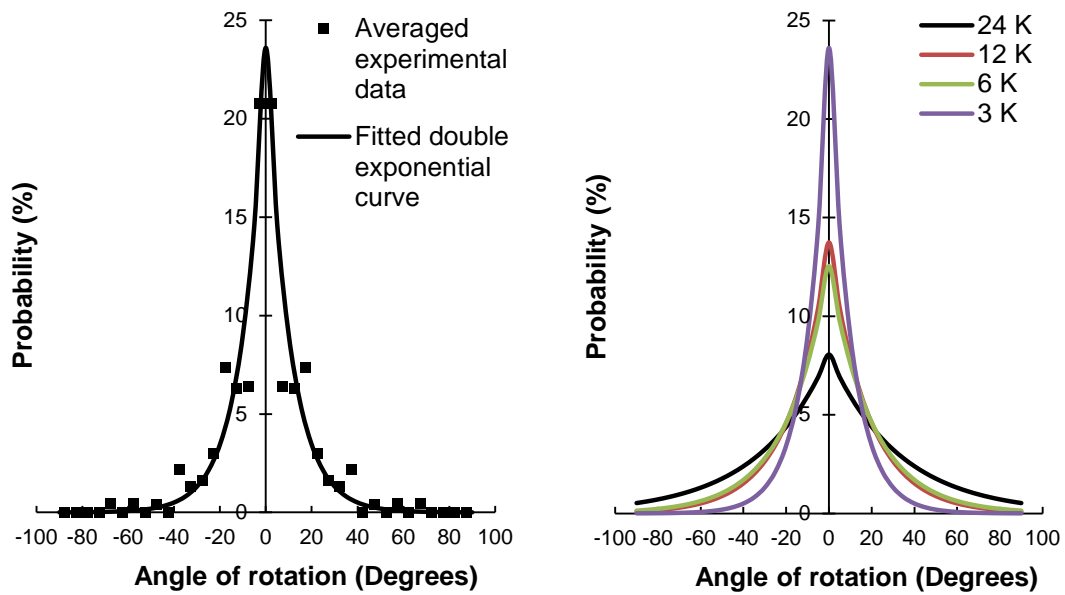 25
20
15
10
5
0
-100 -80 -60 -40 -20 0 20 40 60 80 100
Probability (%)
Angle of rotation (Degrees)
Averaged
experimental
data
Fitted double
exponential
curve
25
20
15
10
5
0
-100 -80 -60 -40 -20 0 20 40 60 80 100
Probability (%)
Angle of rotation (Degrees)
24 K
12 K
6 K
3 K